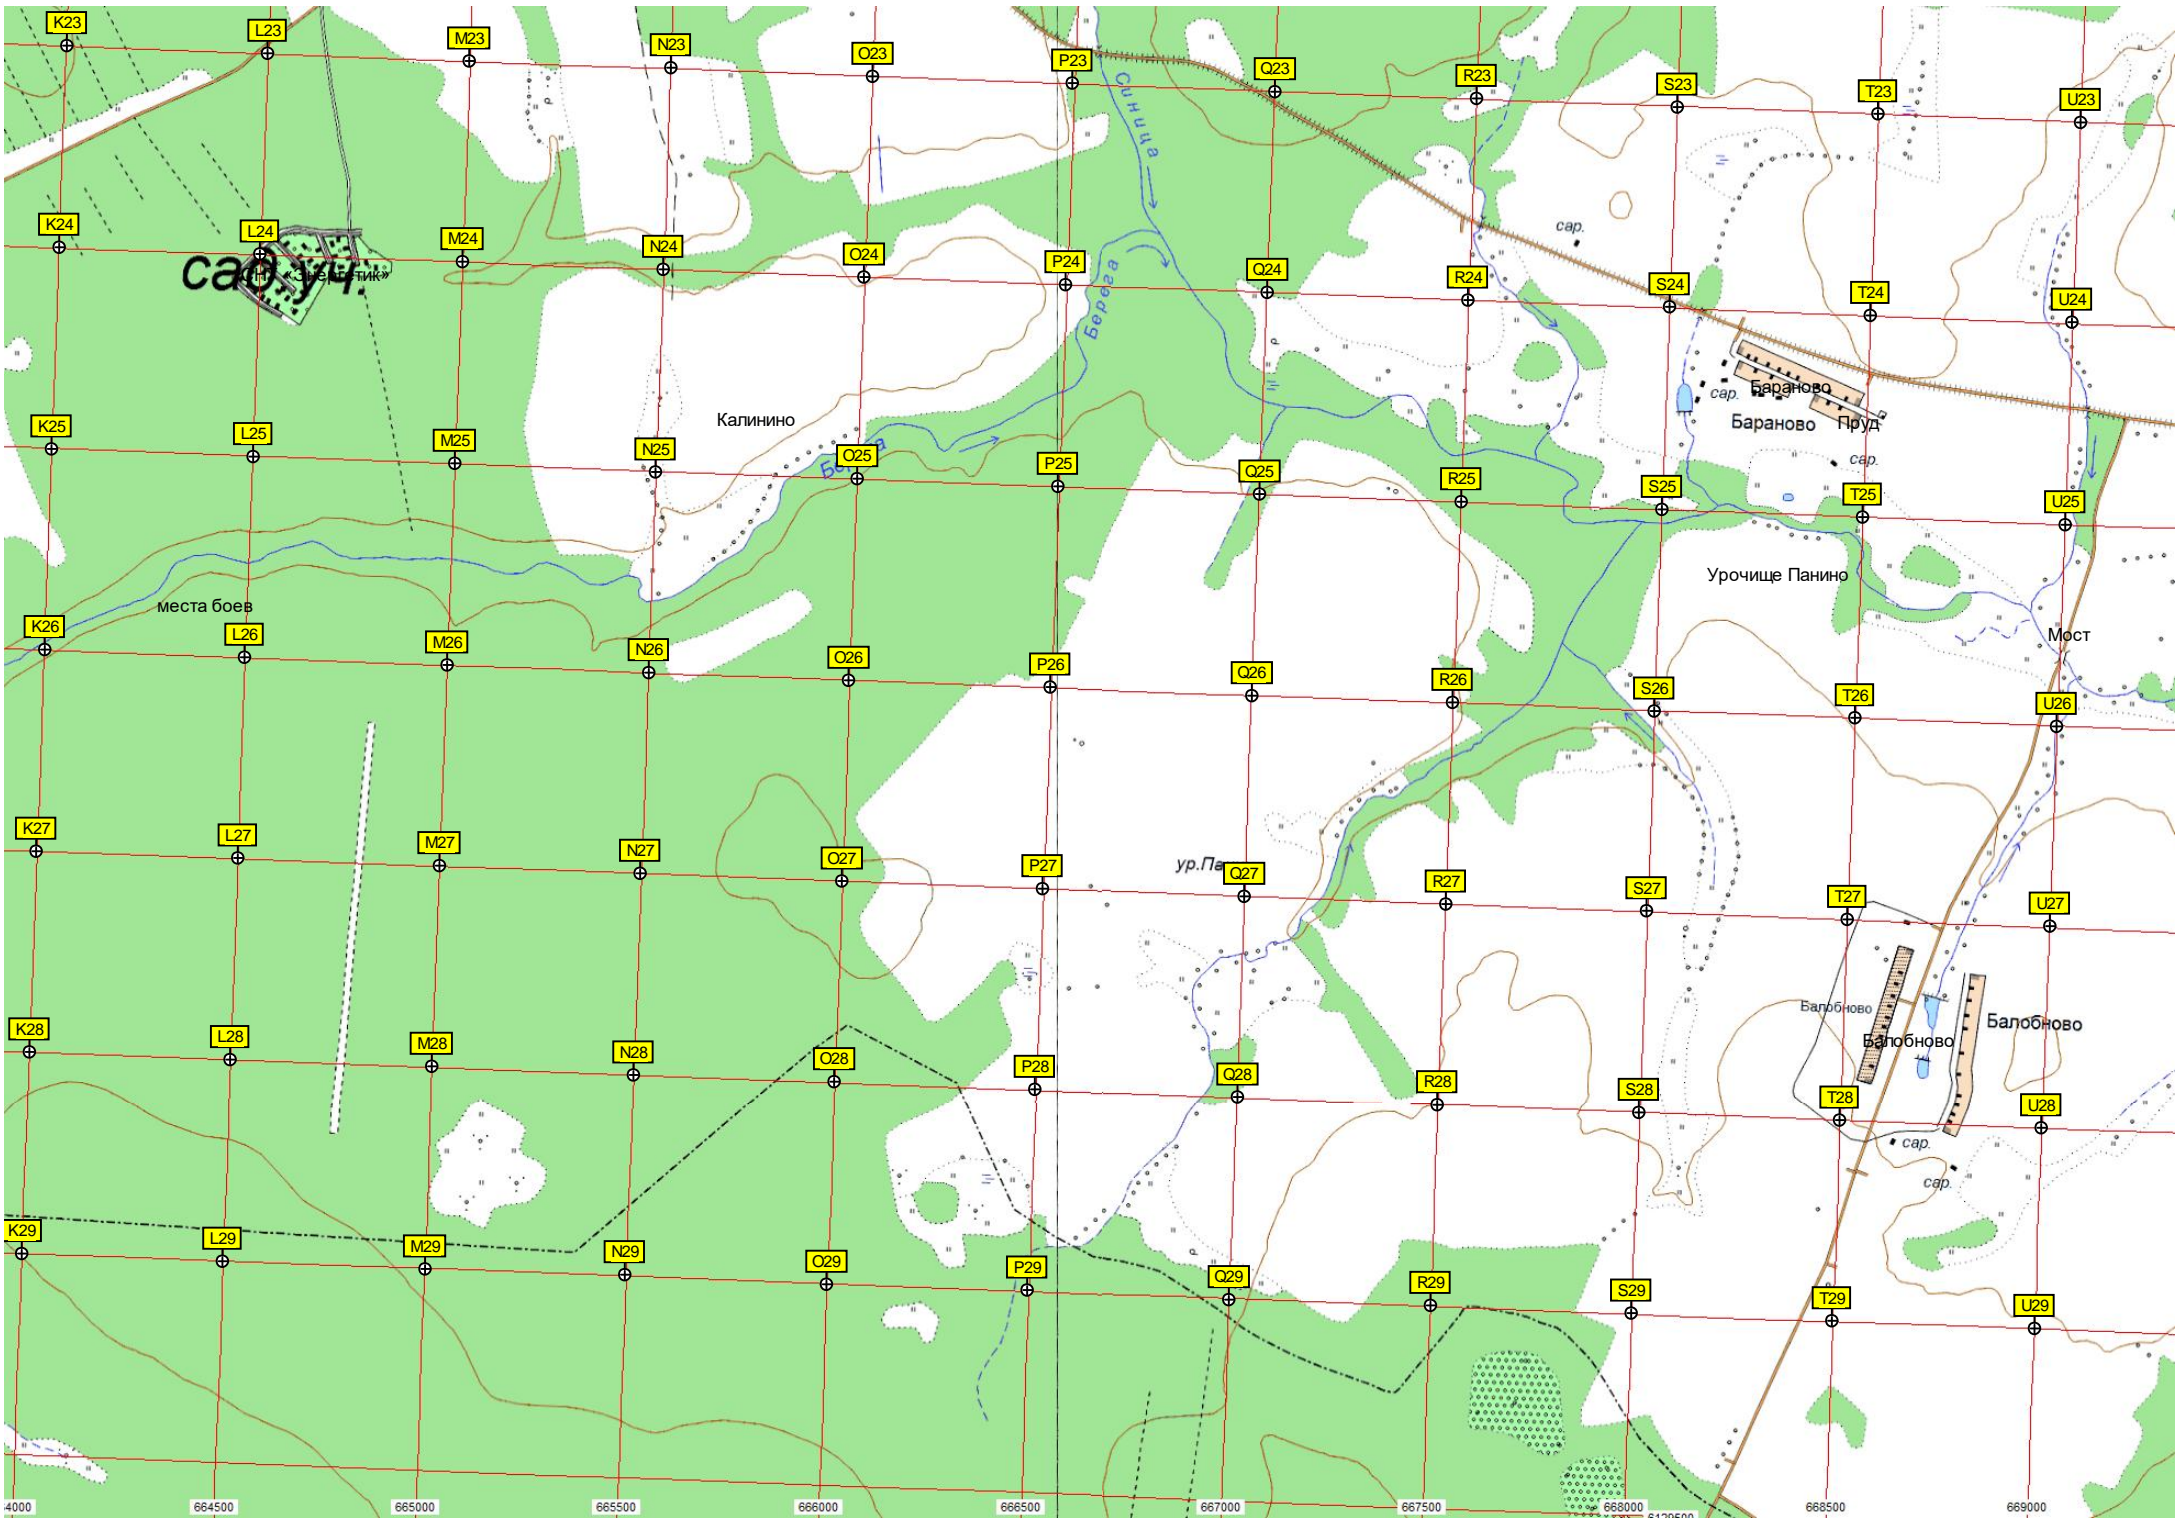 K23
L23
M23
N23
O23
P23
Q23
R23
S23
T23
U23
Синица
K24
L24
M24
N24
O24
P24
Q24
R24
S24
T24
U24
сар.
сад. уч.
«Энергетик»
Берега
Калинино
Бараново
сар.
Бараново
Пруд
сар.
K25
L25
M25
N25
O25
P25
Q25
R25
S25
T25
U25
места боев
Урочище Панино
Мост
K26
L26
M26
N26
O26
P26
Q26
R26
S26
T26
U26
K27
L27
M27
N27
O27
P27
ур.
Q27
R27
S27
T27
U27
Балобново
Балобново
Балобново
K28
L28
M28
N28
O28
P28
Q28
R28
S28
T28
U28
сар.
сар.
K29
L29
M29
N29
O29
P29
Q29
R29
S29
T29
U29
664500
665000
665500
666000
666500
667000
667500
668000
668500
669000